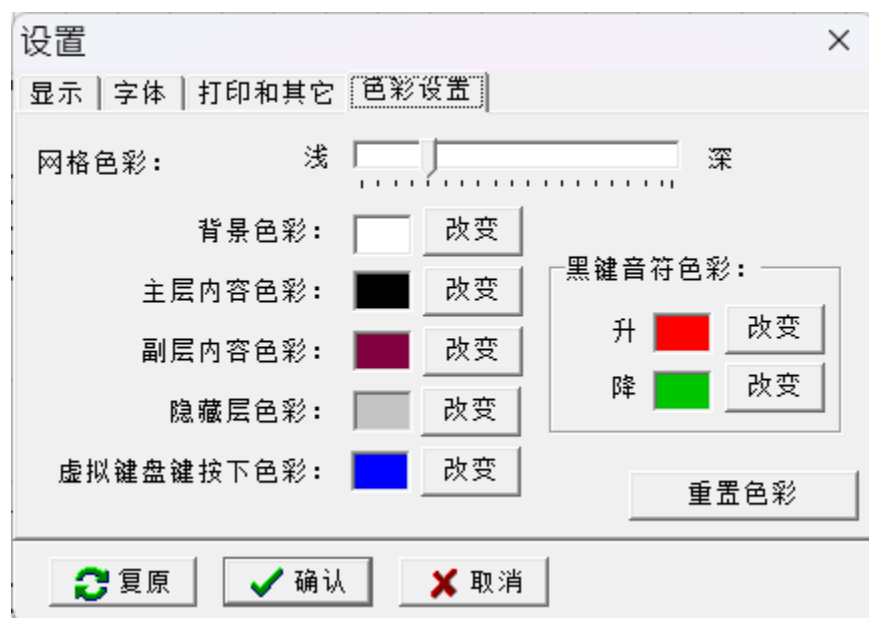 设置
显示 字体 打印和其它 色彩设置
网格色彩： 浅 深
背景色彩： 改变
主层内容色彩： 改变
副层内容色彩： 改变
隐藏层色彩： 改变
虚拟键盘键按下色彩： 改变
黑键音符色彩：
升 改变
降 改变
重置色彩
复原 确认 取消